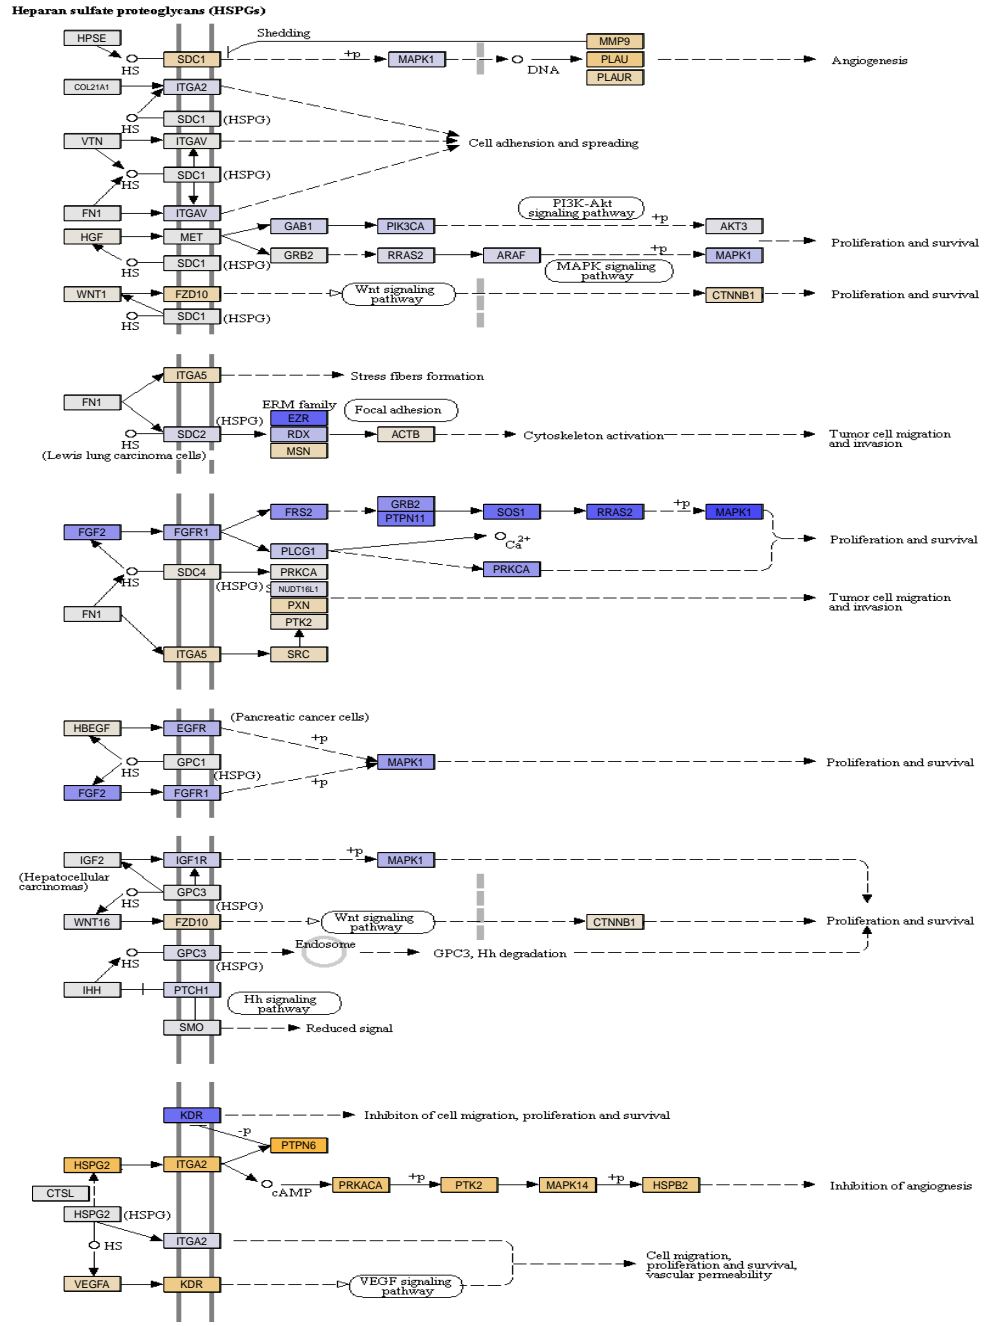 Heparan sulfate proteoglycans (HSPGs)
HPSE
Shedding
MMP9
SDC1
+p
MAPK1
DNA
PLAU
Angiogenesis
HS
PLAUR
COL21A1
ITGA2
SDC1
(HSPG)
HS
VTN
ITGAV
Cell adhension and spreading
SDC1
(HSPG)
HS
FN1
ITGAV
PI3K-Akt
signaling pathway
+p
GAB1
PIK3CA
AKT3
HGF
MET
Proliferation and survival
GRB2
RRAS2
ARAF
+p
MAPK1
SDC1
(HSPG)
HS
MAPK signaling
pathway
WNT1
FZD10
Wnt signaling
pathway
CTNNB1
Proliferation and survival
SDC1
(HSPG)
HS
ITGA5
Stress fibers formation
FN1
ERM family
Focal adhesion
(HSPG)
EZR
SDC2
RDX
ACTB
Cytoskeleton activation
Tumor cell migration
and invasion
HS
(Lewis lung carcinoma cells)
MSN
GRB2
+p
FRS2
PTPN11
SOS1
RRAS2
MAPK1
FGF2
FGFR1
Proliferation and survival
PLCG1
Ca2+
SDC4
PRKCA
PRKCA
HS
(HSPG)
NUDT16L1
Tumor cell migration
and invasion
PXN
FN1
PTK2
ITGA5
SRC
(Pancreatic cancer cells)
HBEGF
EGFR
+p
GPC1
MAPK1
Proliferation and survival
HS
(HSPG)
+p
FGF2
FGFR1
IGF2
IGF1R
+p
MAPK1
(Hepatocellular
carcinomas)
GPC3
HS
(HSPG)
WNT16
FZD10
Wnt signaling
pathway
CTNNB1
Proliferation and survival
Endosome
GPC3
GPC3, Hh degradation
HS
(HSPG)
IHH
PTCH1
Hh signaling
pathway
SMO
Reduced signal
KDR
Inhibiton of cell migration, proliferation and survival
-p
PTPN6
HSPG2
ITGA2
cAMP
PRKACA
+p
PTK2
MAPK14
+p
HSPB2
Inhibition of angiognesis
CTSL
HSPG2
(HSPG)
HS
ITGA2
Cell migration,
proliferation and survival,
vascular permeability
VEGFA
KDR
VEGF signaling
pathway